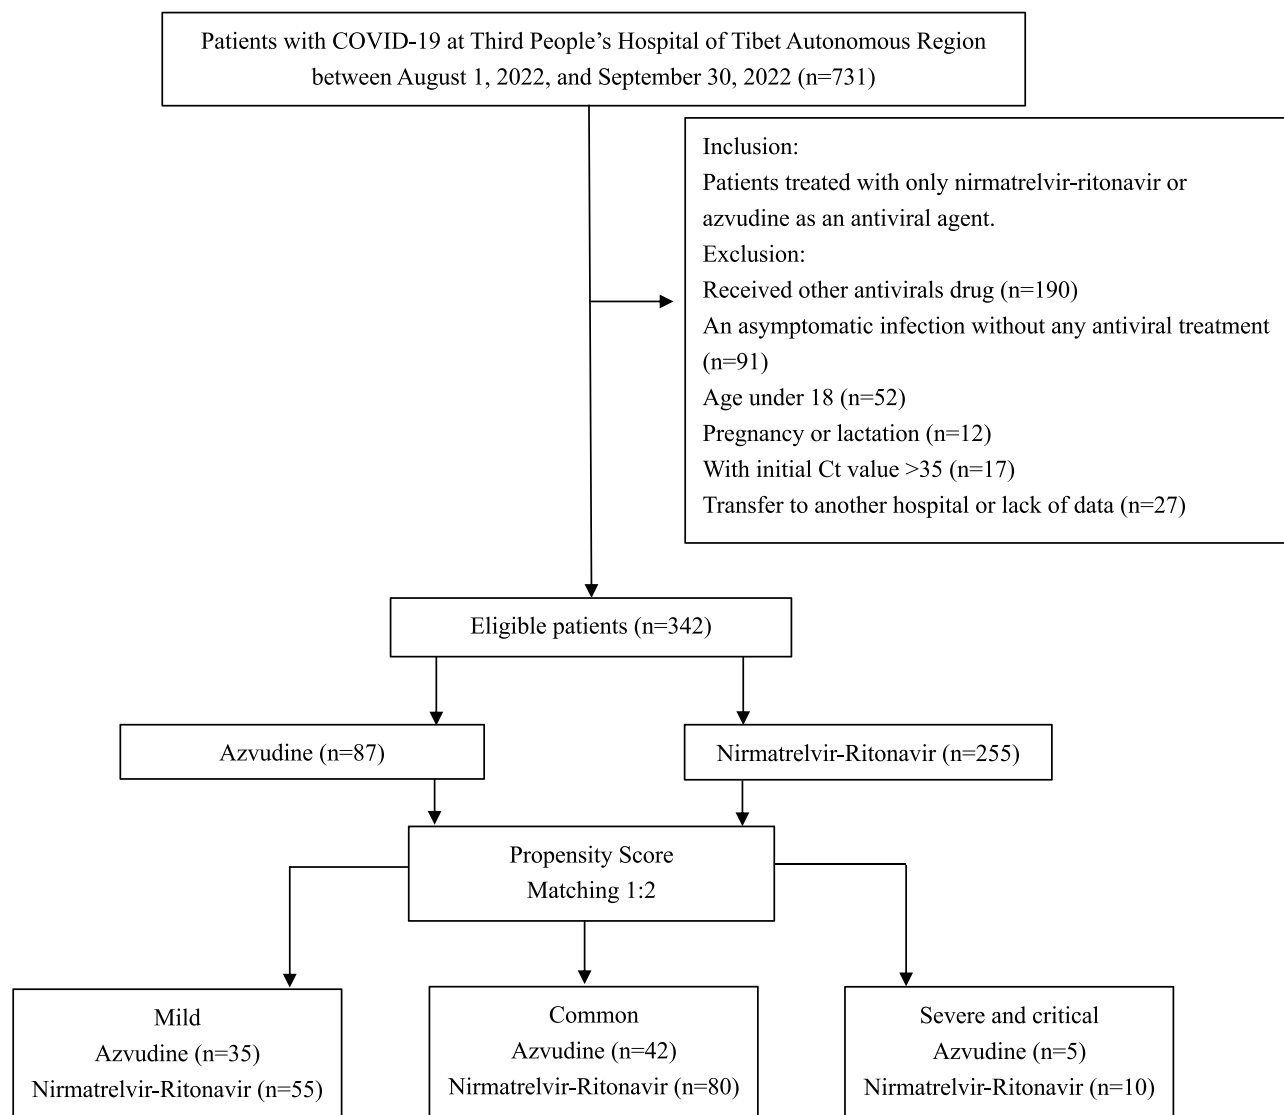 Patients with COVID-19 at Third People’s Hospital of Tibet Autonomous Region
between August 1, 2022, and September 30, 2022 (n=731)
Inclusion:
Patients treated with only nirmatrelvir-ritonavir or
azvudine as an antiviral agent.
Exclusion:
Received other antivirals drug (n=190)
An asymptomatic infection without any antiviral treatment
(n=91)
Age under 18 (n=52)
Pregnancy or lactation (n=12)
With initial Ct value >35 (n=17)
Transfer to another hospital or lack of data (n=27)
Eligible patients (n=342)
Azvudine (n=87)
Nirmatrelvir-Ritonavir (n=255)
Propensity Score
Matching 1:2
Mild
Azvudine (n=35)
Nirmatrelvir-Ritonavir (n=55)
Common
Azvudine (n=42)
Nirmatrelvir-Ritonavir (n=80)
Severe and critical
Azvudine (n=5)
Nirmatrelvir-Ritonavir (n=10)